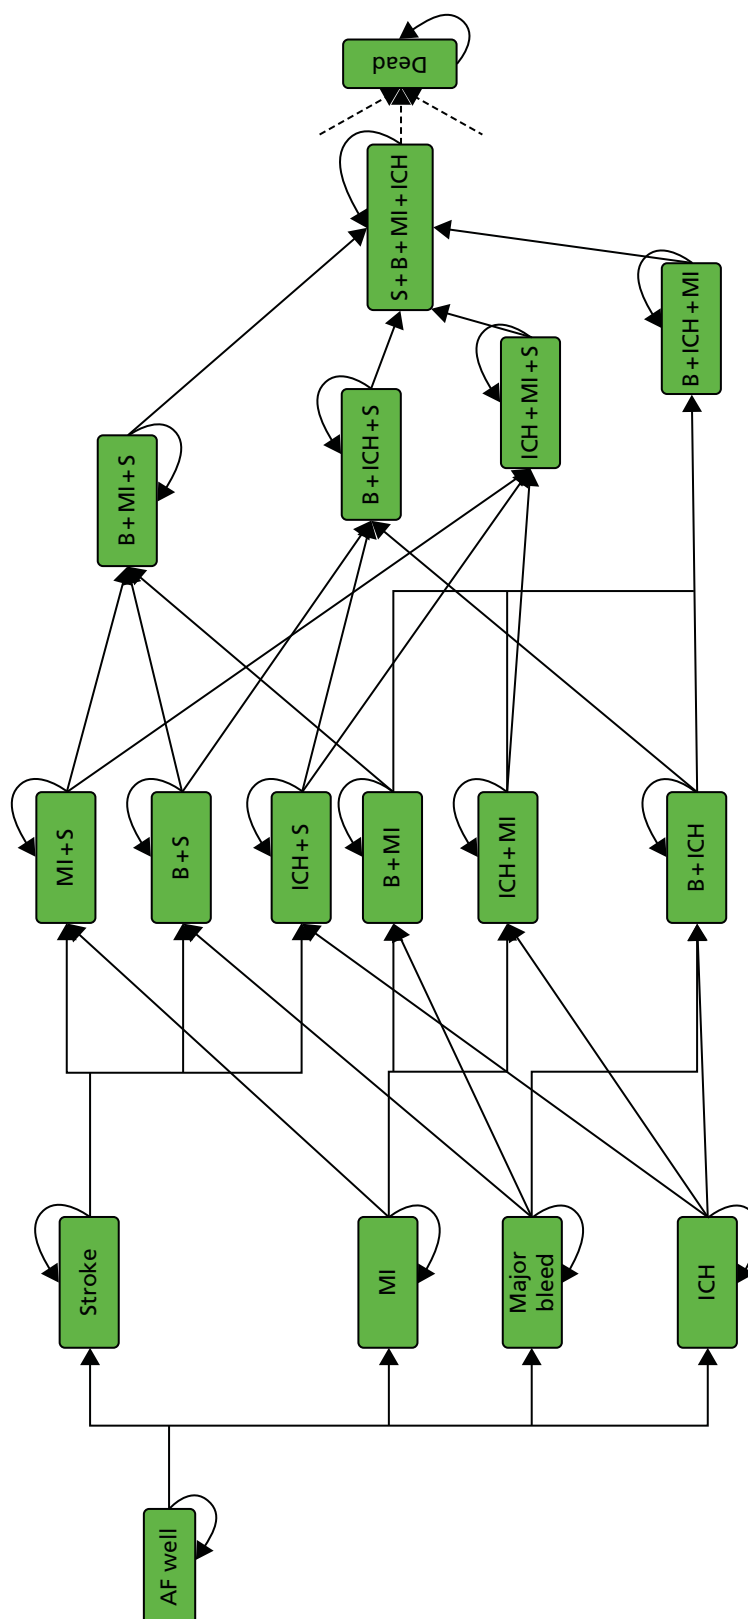 Dead
S+B+MI+ICH
B+ICH+MI
ICH+MI+S
B+ICH+S
B+MI+S
MI+S
B+S
ICH+S
B+MI
ICH+MI
B+ICH
Stroke
MI
Major
bleed
ICH
AF well